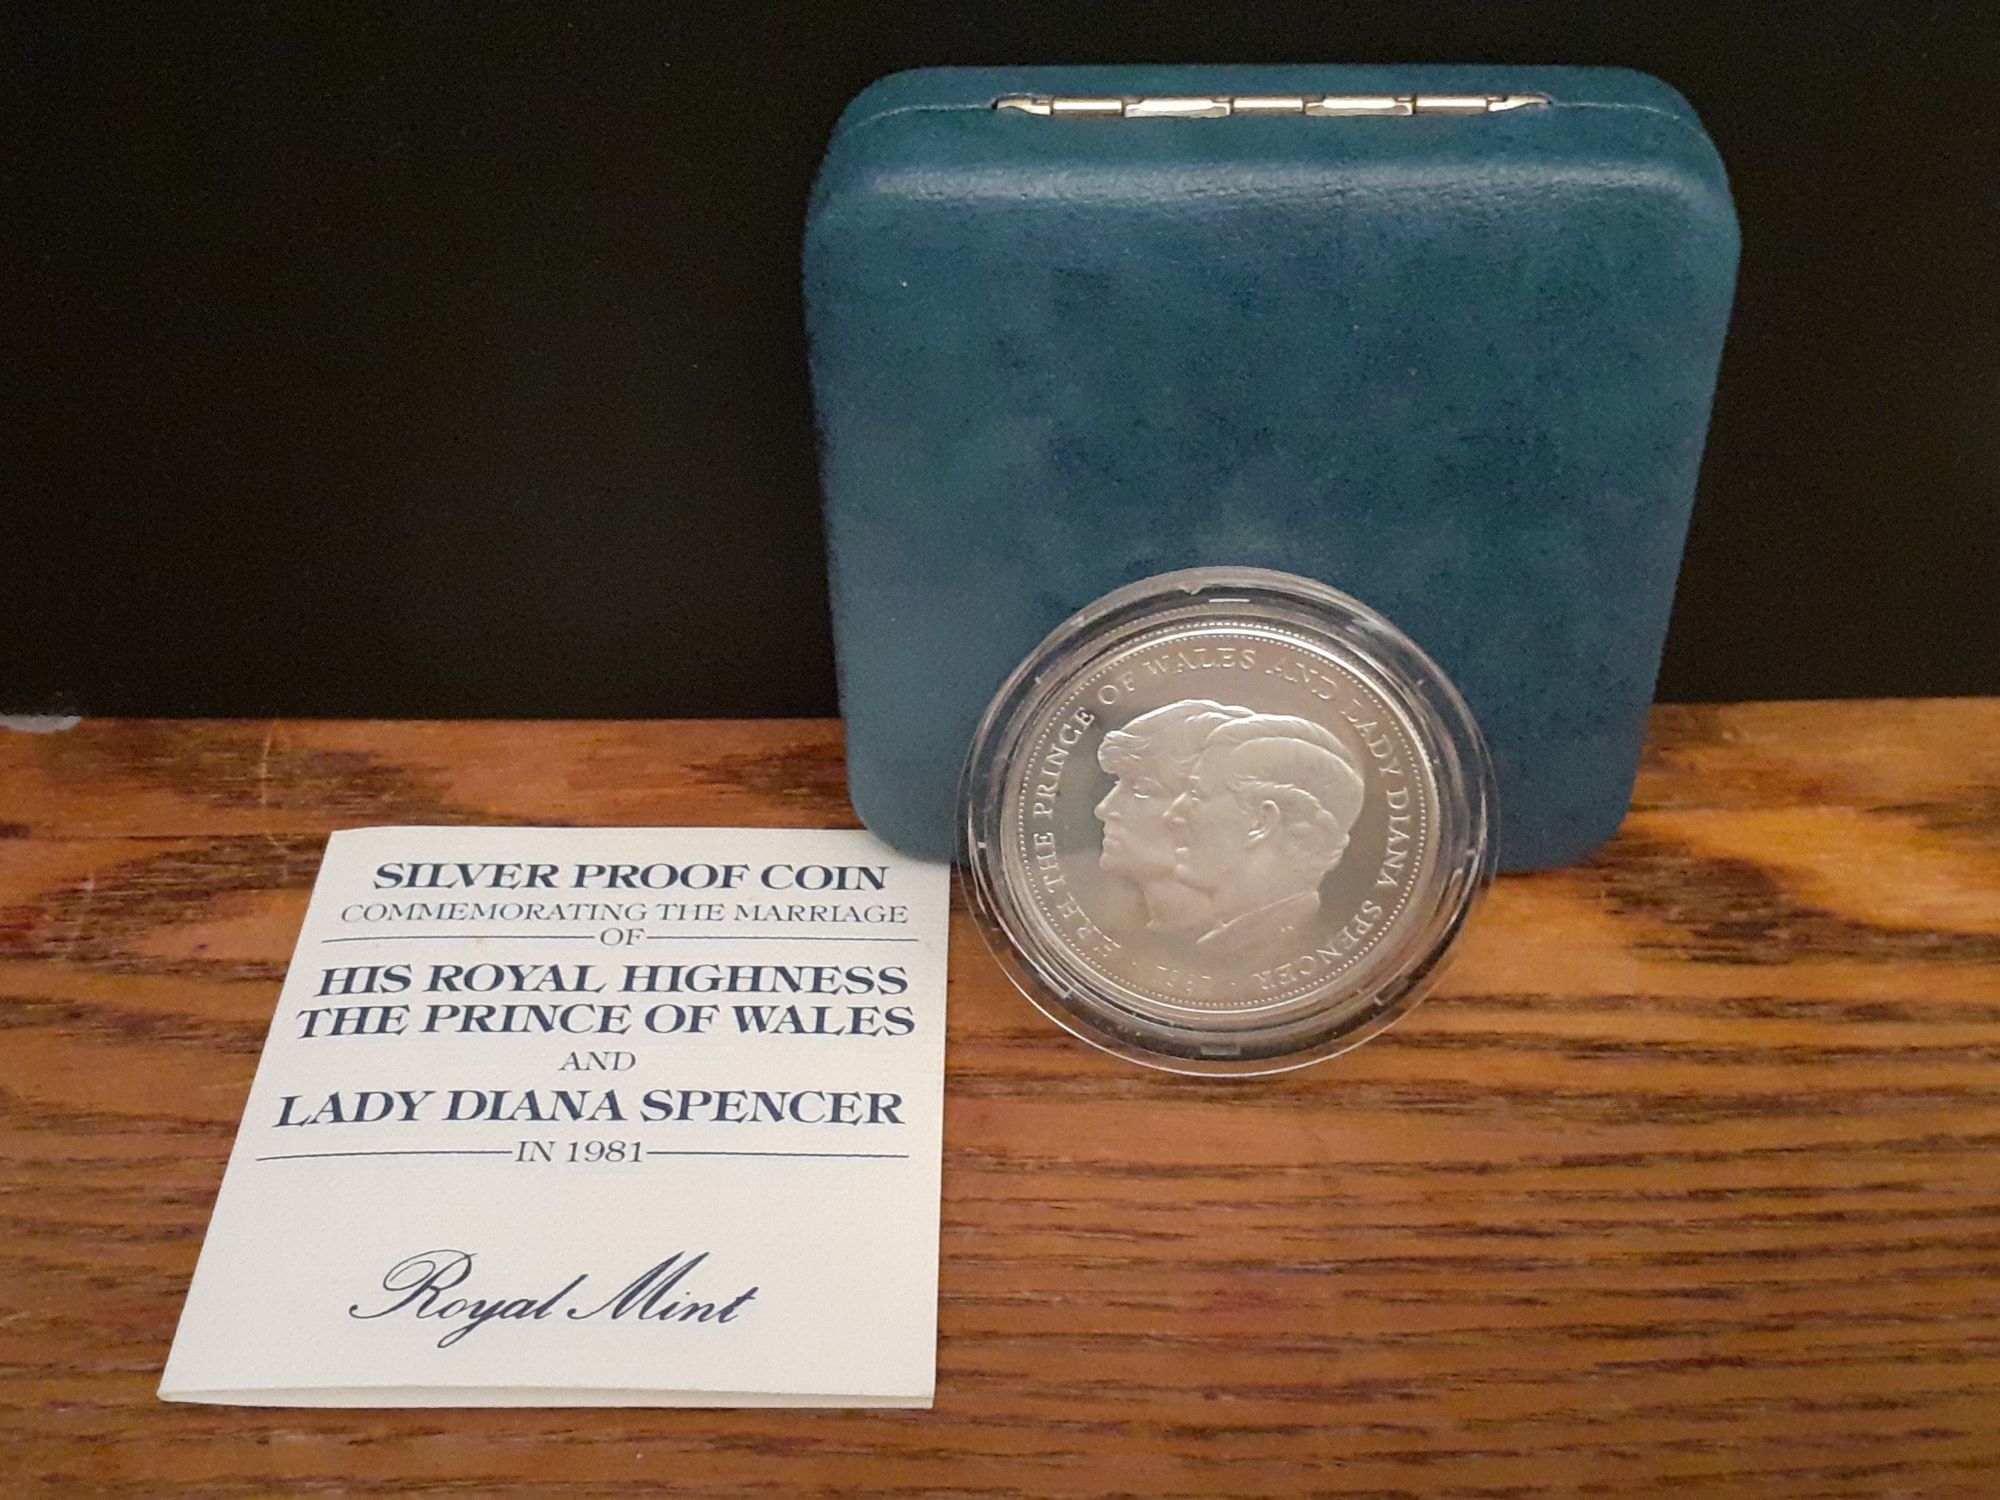 SILVER PROOF COIN
COMMEMORATING THE MARRIAGE
OF
HIS ROYAL HIGHNESS
THE PRINCE OF WALES
AND
LADY DIANA SPENCER
IN 1981
Royal Mint
H.R.H. THE PRINCE OF WALES AND LADY DIANA SPENCER
· 1981 ·